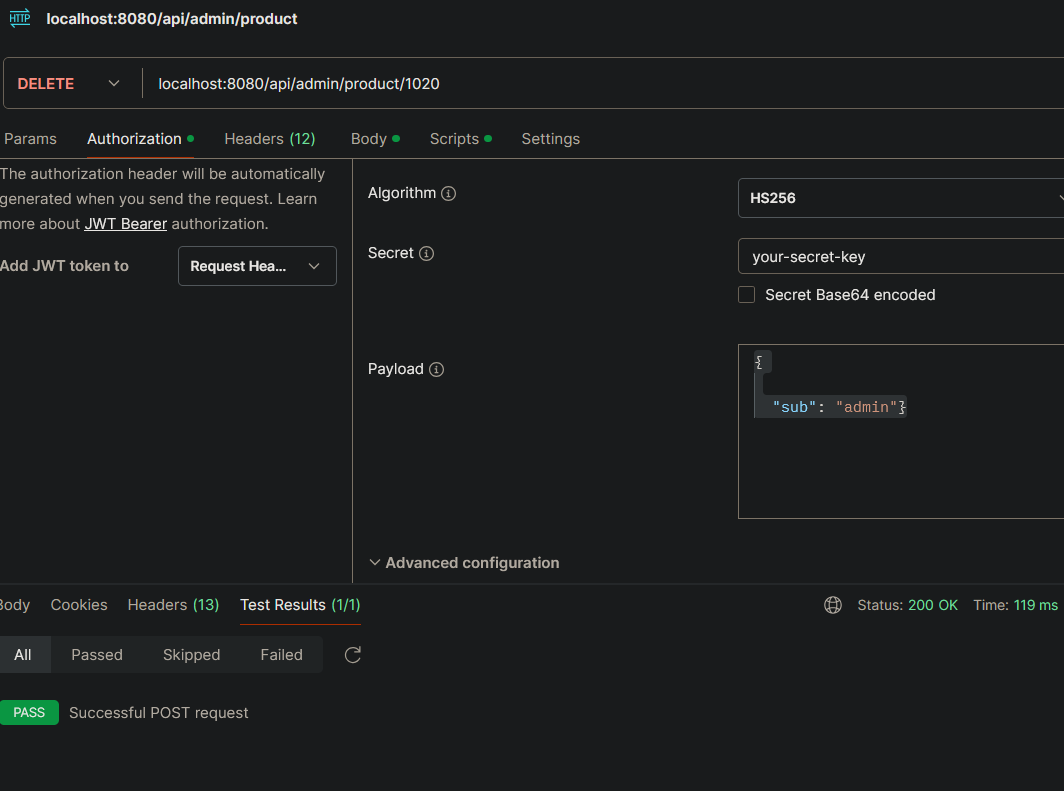 HTTP localhost:8080/api/admin/product
DELETE localhost:8080/api/admin/product/1020
Params Authorization Headers (12) Body Scripts Settings
The authorization header will be automatically
generated when you send the request. Learn
more about JWT Bearer authorization.
Add JWT token to Request Hea...
Algorithm HS256
Secret your-secret-key
Secret Base64 encoded
Payload {
"sub": "admin"}
Advanced configuration
Body Cookies Headers (13) Test Results (1/1) Status: 200 OK Time: 119 ms
All Passed Skipped Failed
PASS Successful POST request